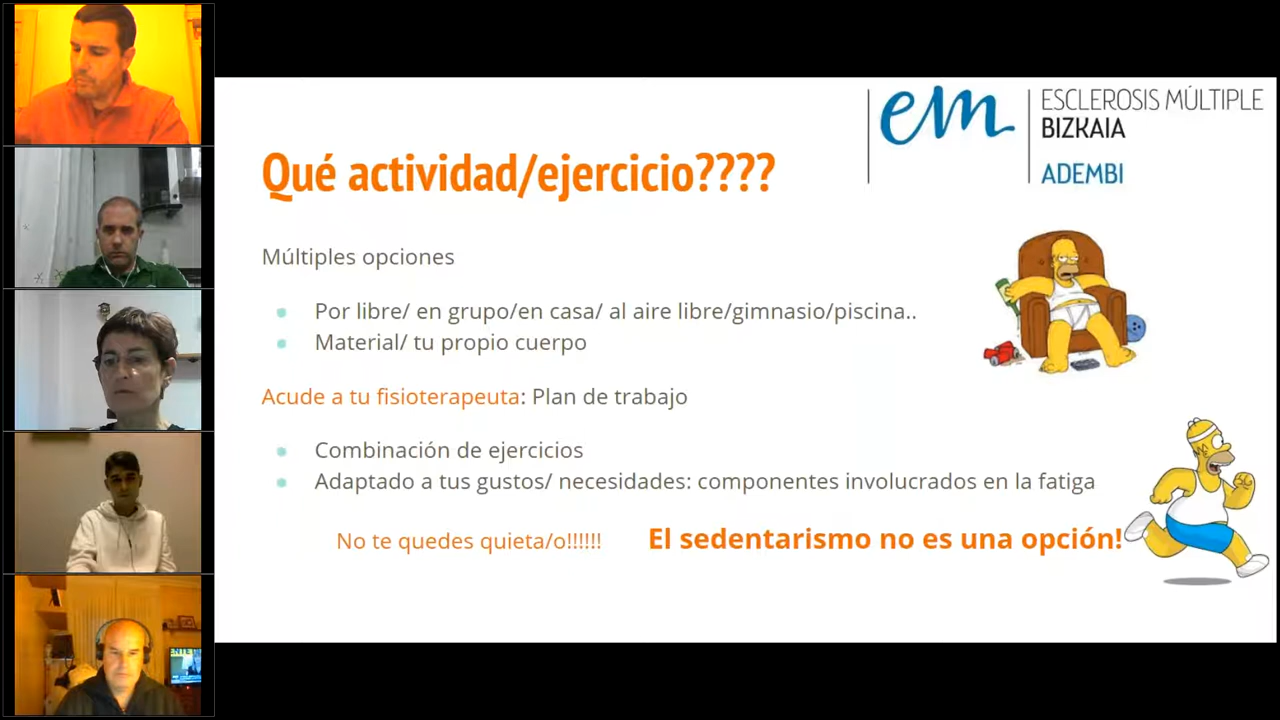 em
ESCLEROSIS MÚLTIPLE
BIZKAIA
ADEMBI
Qué actividad/ejercicio????
Múltiples opciones
Por libre/ en grupo/en casa/ al aire libre/gimnasio/piscina..
Material/ tu propio cuerpo
Acude a tu fisioterapeuta: Plan de trabajo
Combinación de ejercicios
Adaptado a tus gustos/ necesidades: componentes involucrados en la fatiga
No te quedes quieta/o!!!!!!
El sedentarismo no es una opción!